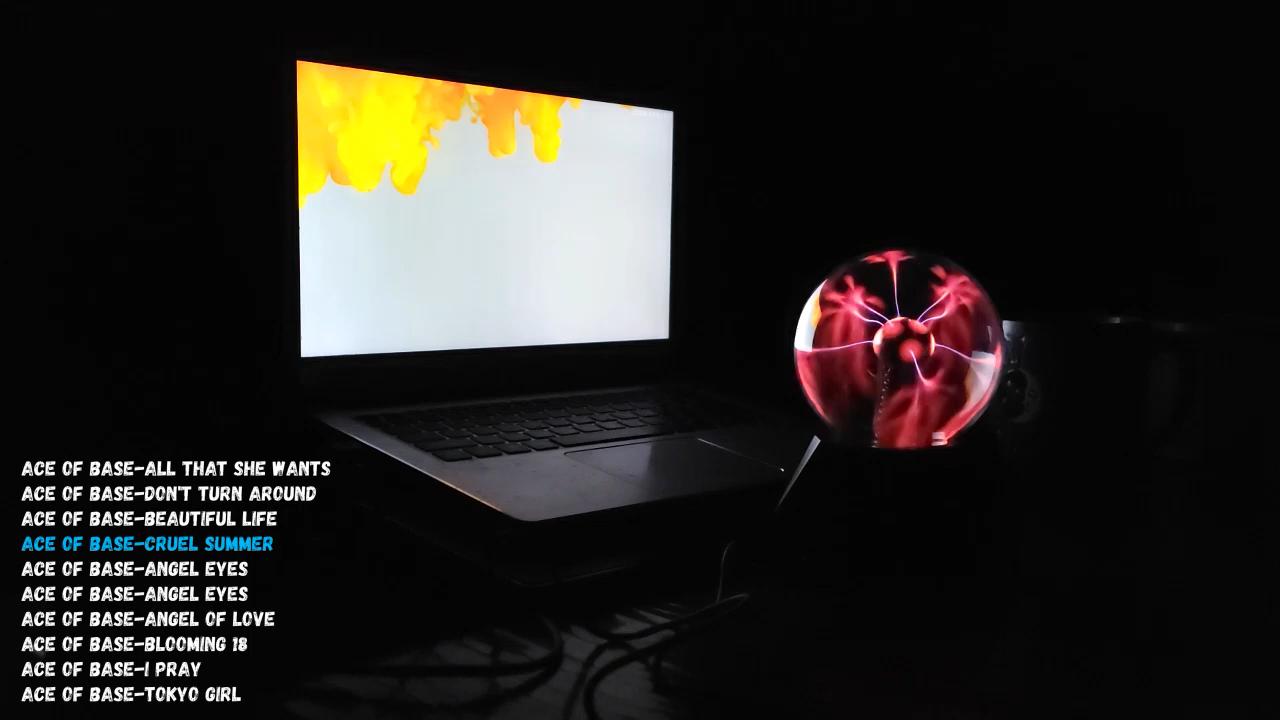 ACE OF BASE-ALL THAT SHE WANTS
ACE OF BASE-DON'T TURN AROUND
ACE OF BASE-BEAUTIFUL LIFE
ACE OF BASE-CRUEL SUMMER
ACE OF BASE-ANGEL EYES
ACE OF BASE-ANGEL EYES
ACE OF BASE-ANGEL OF LOVE
ACE OF BASE-BLOOMING 18
ACE OF BASE-I PRAY
ACE OF BASE-TOKYO GIRL